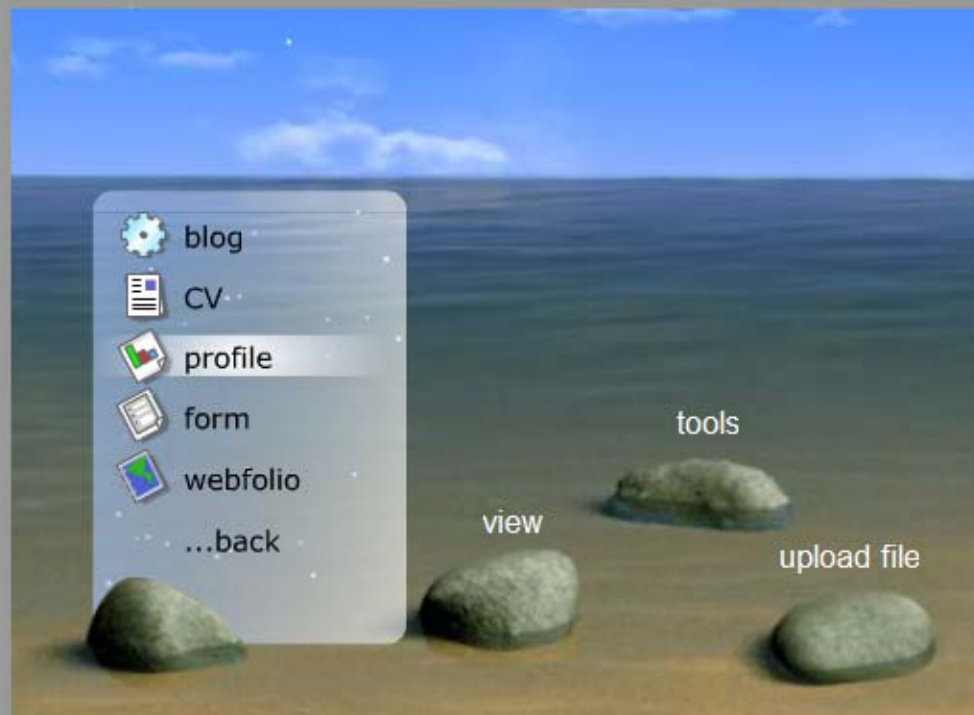 blog
CV
profile
form
webfolio
...back
tools
view
upload file